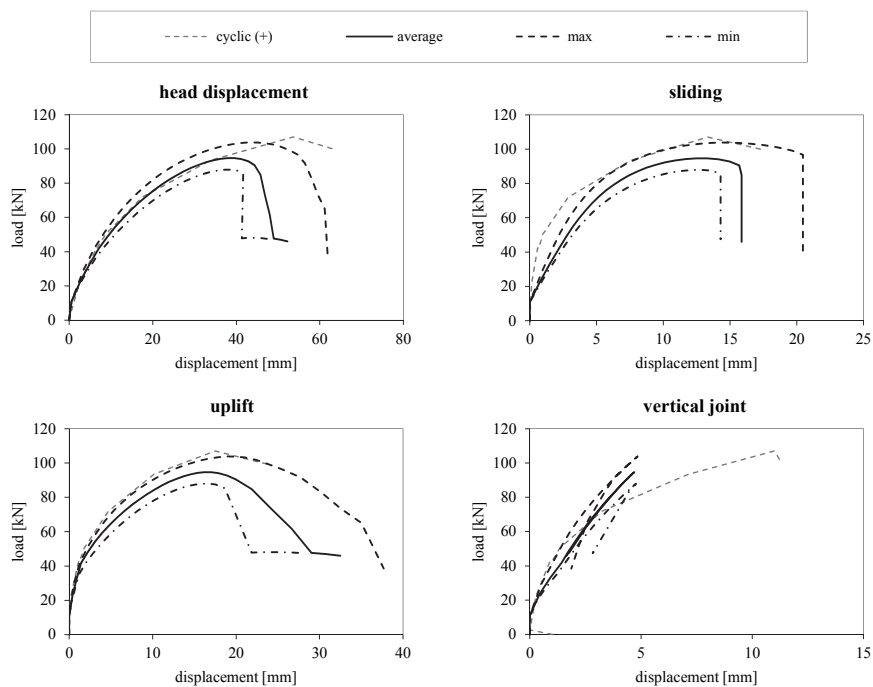 cyclic (+) average max min
head displacement
120
100
80
60
40
20
0
load [kN]
0 20 40 60 80
displacement [mm]
sliding
120
100
80
60
40
20
0
load [kN]
0 5 10 15 20 25
displacement [mm]
uplift
120
100
80
60
40
20
0
load [kN]
0 10 20 30 40
displacement [mm]
vertical joint
120
100
80
60
40
20
0
load [kN]
0 5 10 15
displacement [mm]